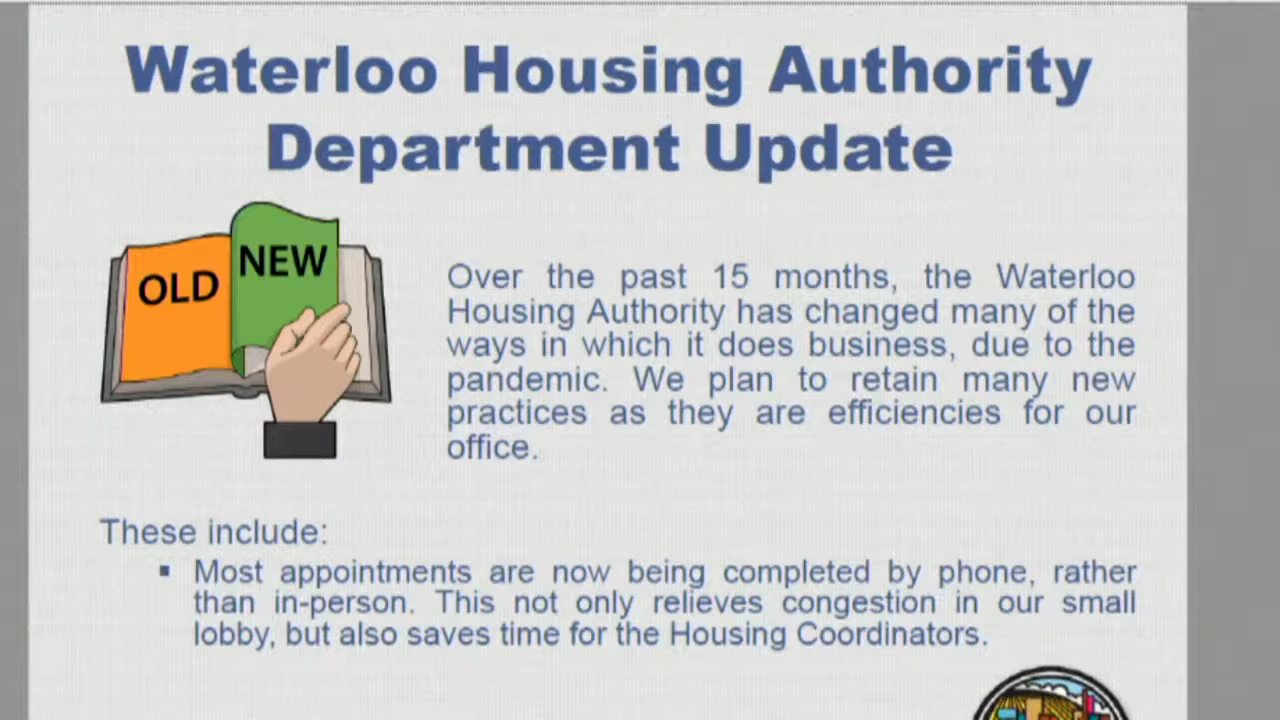 Waterloo Housing Authority
Department Update
OLD
NEW
Over the past 15 months, the Waterloo
Housing Authority has changed many of the
ways in which it does business, due to the
pandemic. We plan to retain many new
practices as they are efficiencies for our
office.
These include:
▪ Most appointments are now being completed by phone, rather
than in-person. This not only relieves congestion in our small
lobby, but also saves time for the Housing Coordinators.